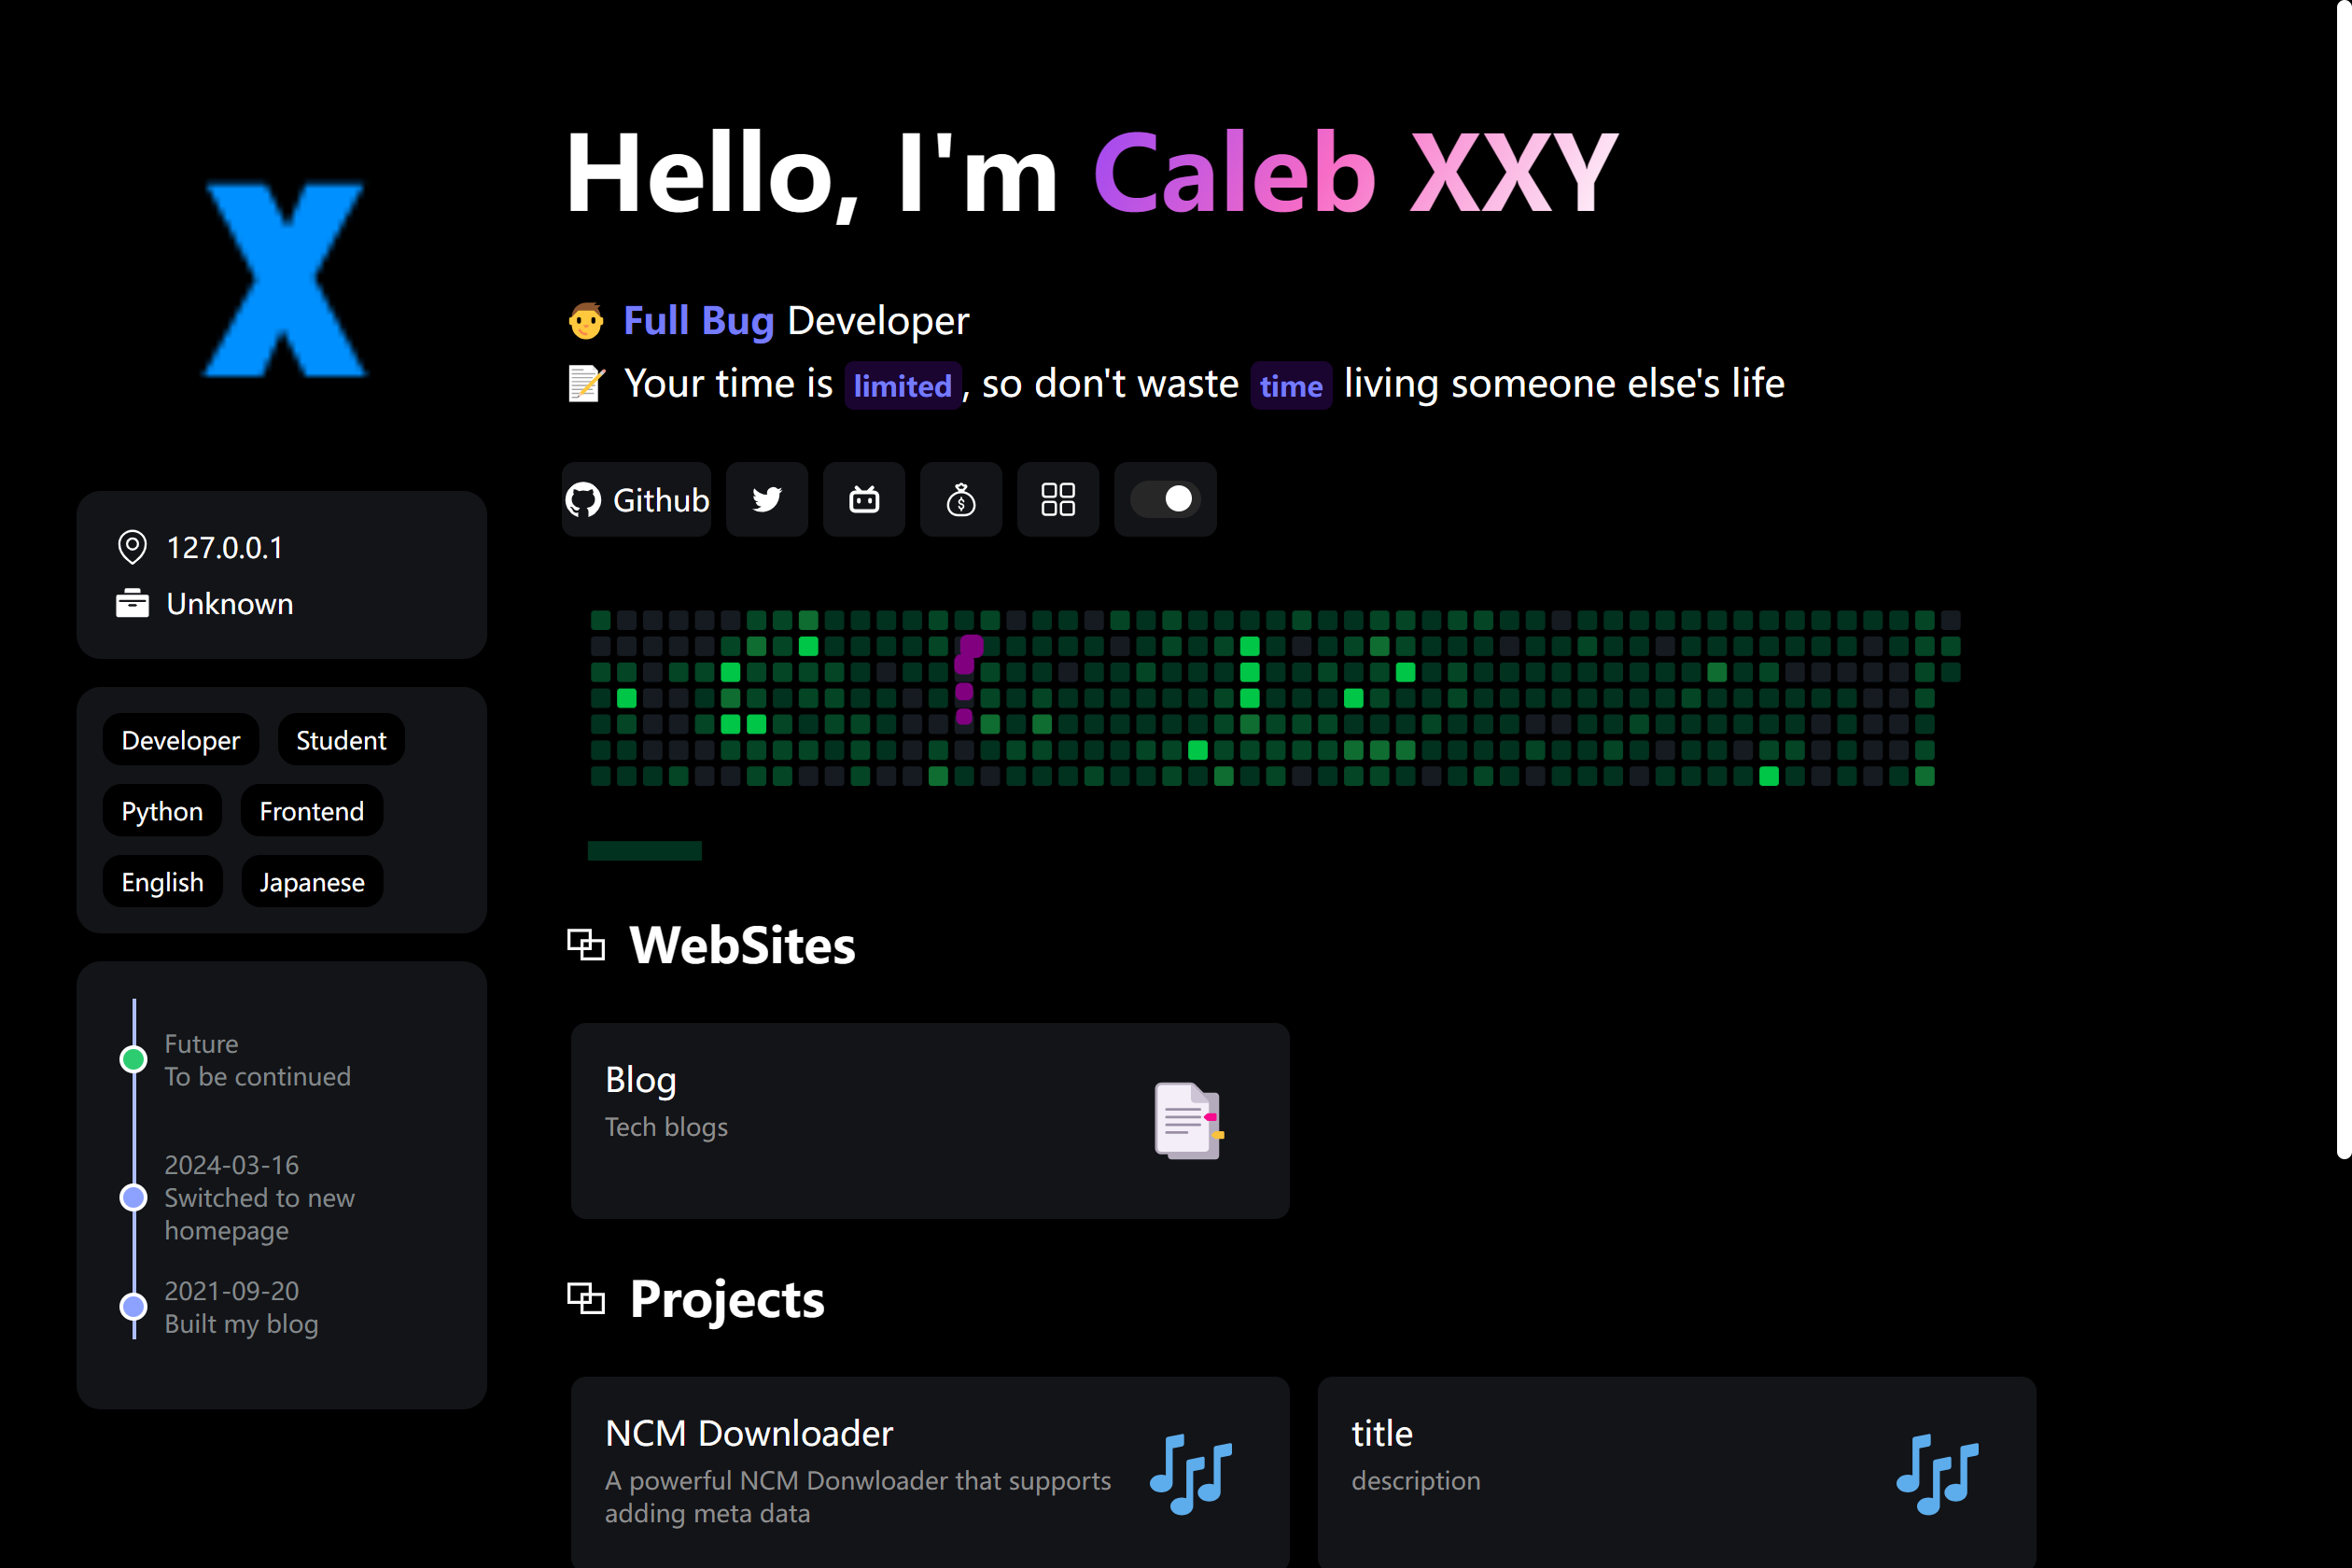 X
127.0.0.1
Unknown
Developer
Student
Python
Frontend
English
Japanese
Future
To be continued
2024-03-16
Switched to new
homepage
2021-09-20
Built my blog
Hello, I'm Caleb XXY
Full Bug Developer
Your time is limited, so don't waste time living someone else's life
Github
WebSites
Blog
Tech blogs
Projects
NCM Downloader
A powerful NCM Donwloader that supports
adding meta data
title
description